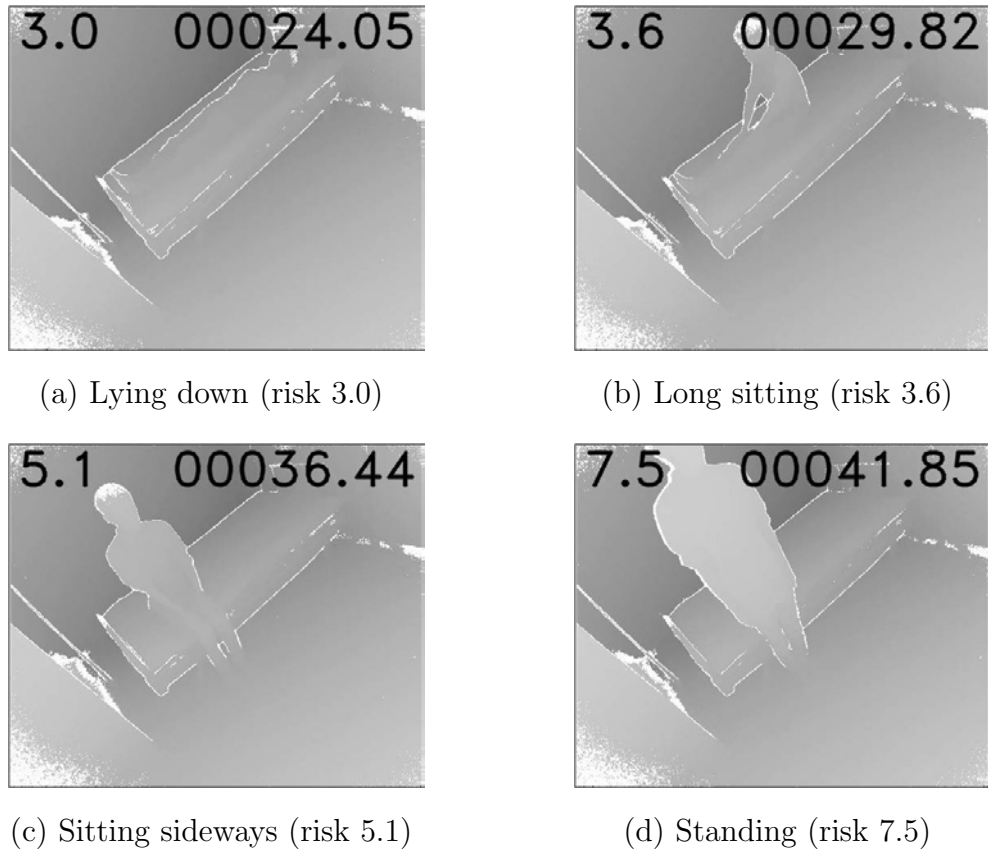 3.0 00024.05
3.6 00029.82
(a) Lying down (risk 3.0)
(b) Long sitting (risk 3.6)
5.1 00036.44
7.5 00041.85
(c) Sitting sideways (risk 5.1)
(d) Standing (risk 7.5)